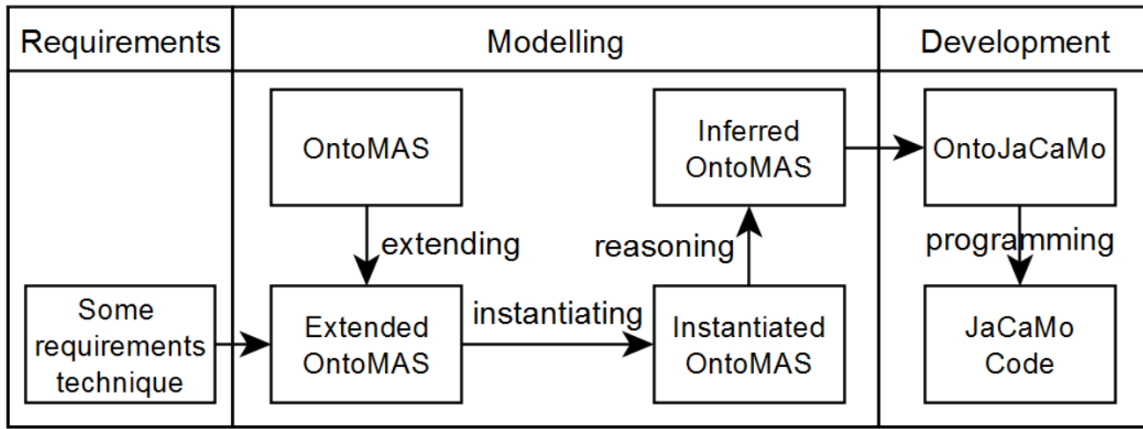 Requirements
Modelling
Development
OntoMAS
Inferred
OntoMAS
OntoJaCaMo
extending
reasoning
programming
Some
requirements
technique
Extended
OntoMAS
instantiating
Instantiated
OntoMAS
JaCaMo
Code